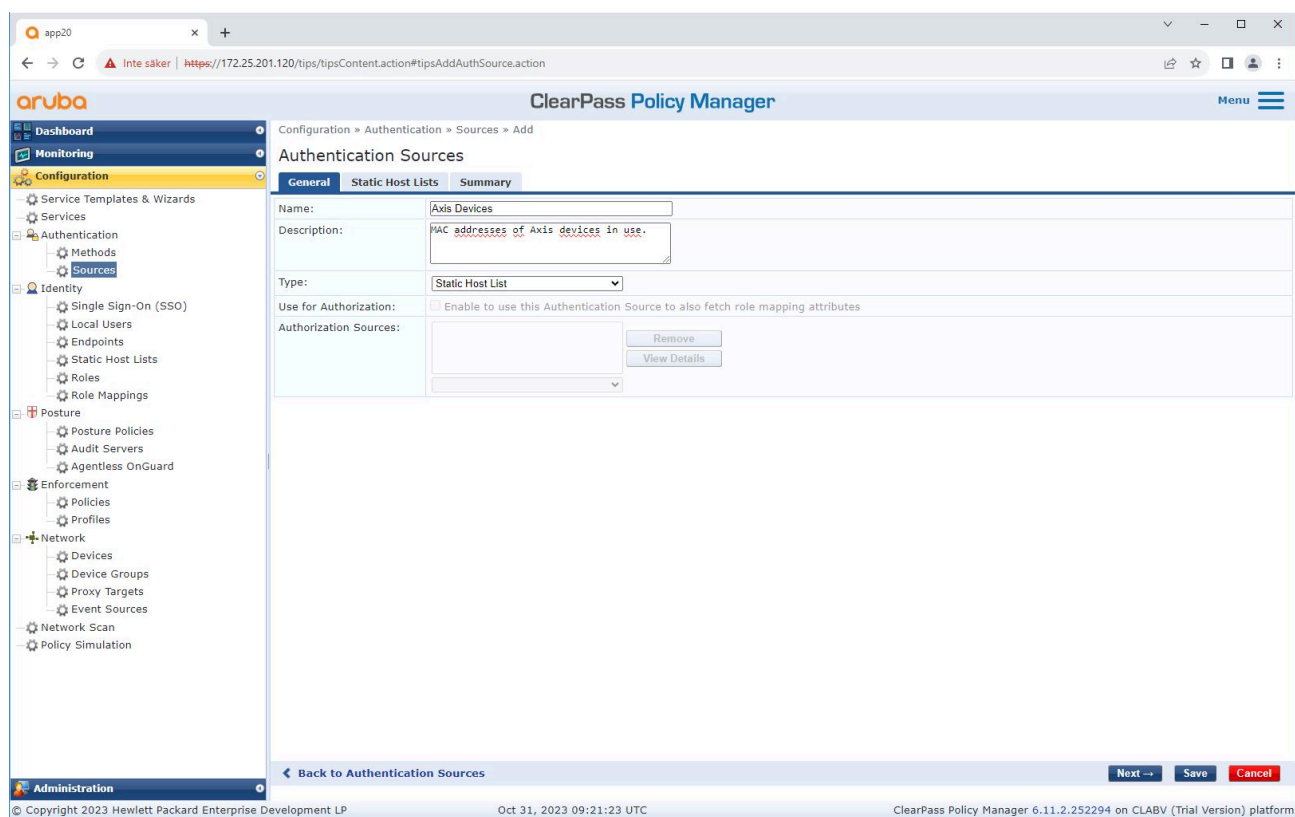 app20
Inte säker | https://172.25.201.120/tips/tipsContent.action#tipsAddAuthSource.action
aruba
ClearPass Policy Manager
Menu
Dashboard
Monitoring
Configuration
Service Templates & Wizards
Services
Authentication
Methods
Sources
Identity
Single Sign-On (SSO)
Local Users
Endpoints
Static Host Lists
Roles
Role Mappings
Posture
Posture Policies
Audit Servers
Agentless OnGuard
Enforcement
Policies
Profiles
Network
Devices
Device Groups
Proxy Targets
Event Sources
Network Scan
Policy Simulation
Administration
Configuration » Authentication » Sources » Add
Authentication Sources
General Static Host Lists Summary
Name: Axis Devices
Description: MAC addresses of Axis devices in use.
Type: Static Host List
Use for Authorization: Enable to use this Authentication Source to also fetch role mapping attributes
Authorization Sources:
Remove
View Details
Back to Authentication Sources
Next → Save Cancel
© Copyright 2023 Hewlett Packard Enterprise Development LP Oct 31, 2023 09:21:23 UTC ClearPass Policy Manager 6.11.2.252294 on CLABV (Trial Version) platform